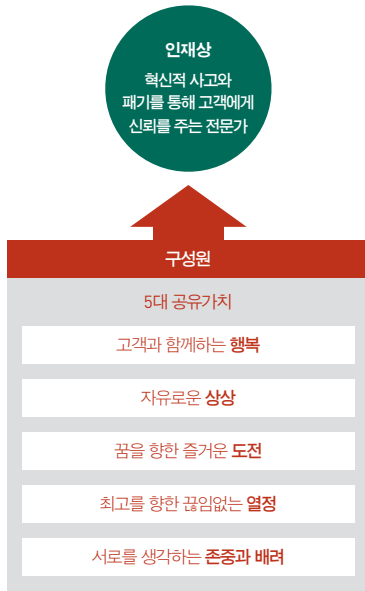 인재상
혁신적 사고와
패기를 통해 고객에게
신뢰를 주는 전문가
구성원
5대 공유가치
고객과 함께하는 행복
자유로운 상상
꿈을 향한 즐거운 도전
최고를 향한 끊임없는 열정
서로를 생각하는 존중과 배려